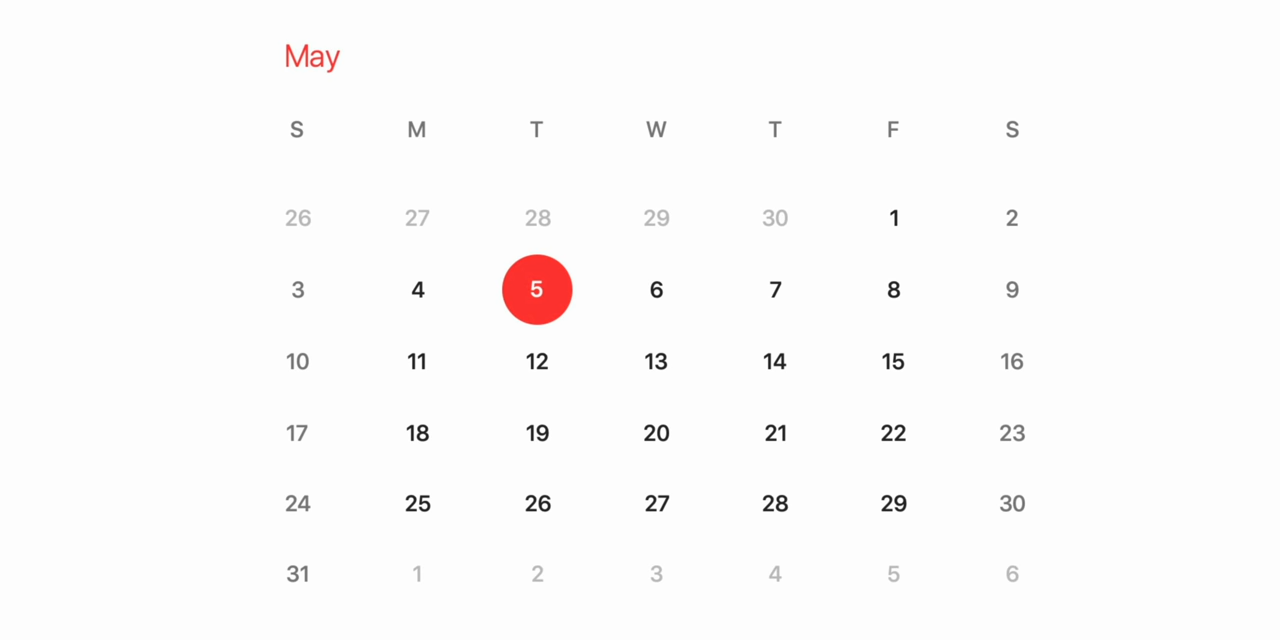 May
S M T W T F S
26 27 28 29 30 1 2
3 4 5 6 7 8 9
10 11 12 13 14 15 16
17 18 19 20 21 22 23
24 25 26 27 28 29 30
31 1 2 3 4 5 6